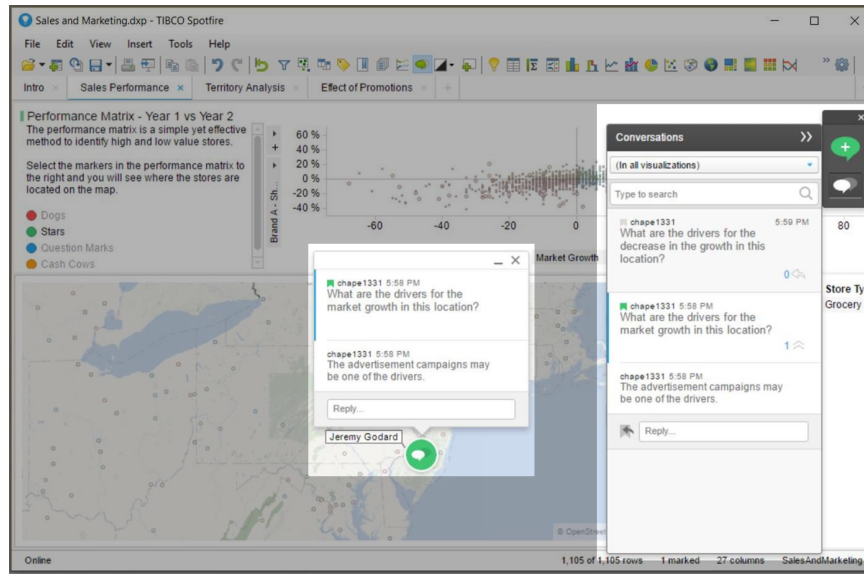 Sales and Marketing.dxp - TIBCO Spotfire
File Edit View Insert Tools Help
Intro Sales Performance Territory Analysis Effect of Promotions
Performance Matrix - Year 1 vs Year 2
The performance matrix is a simple yet effective
method to identify high and low value stores.
Select the markers in the performance matrix to
the right and you will see where the stores are
located on the map.
Dogs
Stars
Question Marks
Cash Cows
Brand A - Sh...
60 %
40 %
20 %
0 %
-20 %
-40 %
-60 -40 -20 0 80
Market Growth
chape1331 5:58 PM
What are the drivers for the
market growth in this location?
chape1331 5:58 PM
The advertisement campaigns may
be one of the drivers.
Reply...
Jeremy Godard
Conversations
(In all visualizations)
Type to search
chape1331 5:59 PM
What are the drivers for the
decrease in the growth in this
location?
0
chape1331 5:58 PM
What are the drivers for the
market growth in this location?
1
chape1331 5:58 PM
The advertisement campaigns may
be one of the drivers.
Reply...
Store Ty
Grocery
© OpenStree
Online 1,105 of 1,105 rows 1 marked 27 columns SalesAndMarketing